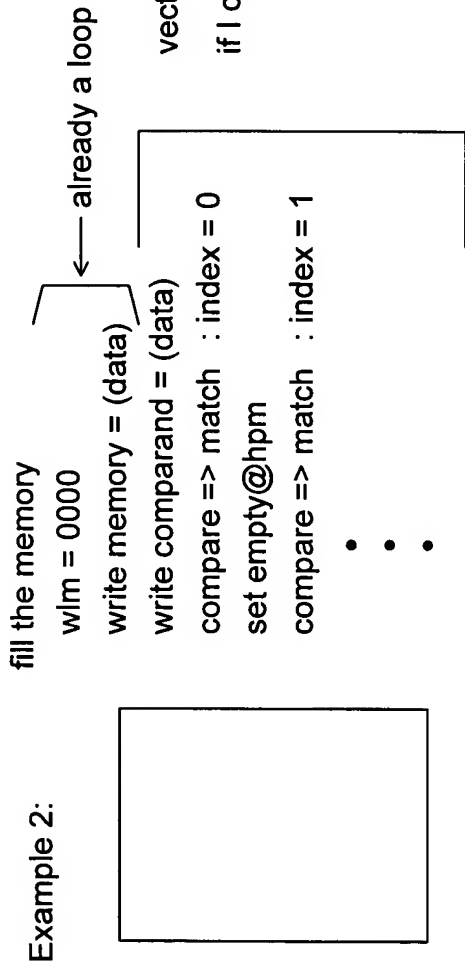 Example 2:
fill the memory
wlm = 0000
write memory = (data)
already a loop
write comparand = (data)
compare => match : index = 0
set empty@hpm
compare => match : index = 1
if I